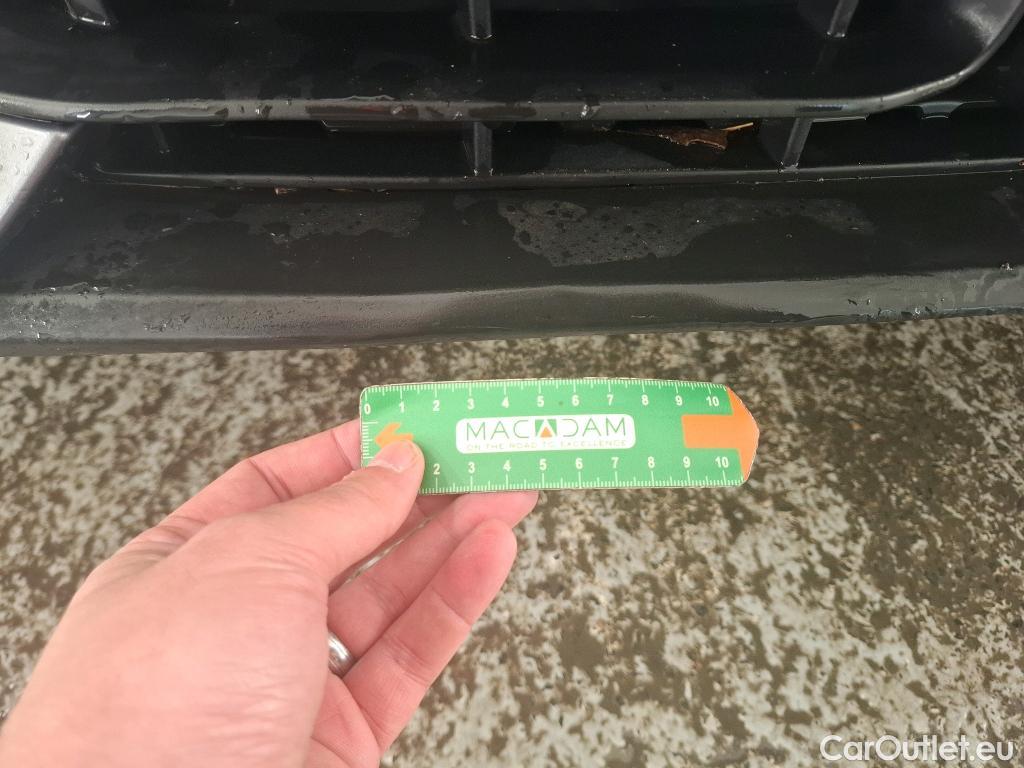 0 1 2 3 4 5 6 7 8 9 10
MACADAM
ON THE ROAD TO EXCELLENCE
2 3 4 5 6 7 8 9 10
CarOutlet.eu